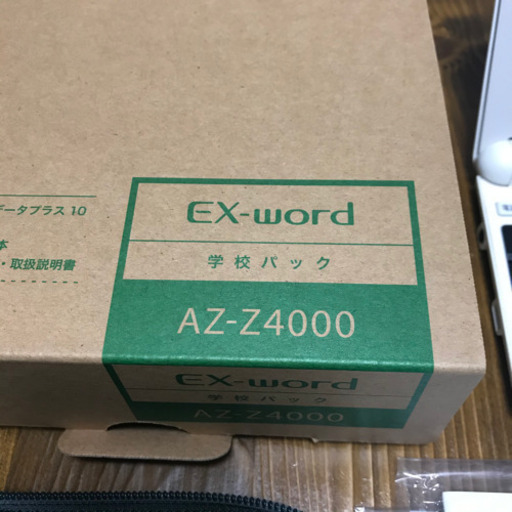 データプラス 10
本
・取扱説明書
EX-word
学校パック
AZ-Z4000
EX-word
学校パック
AZ-Z4000